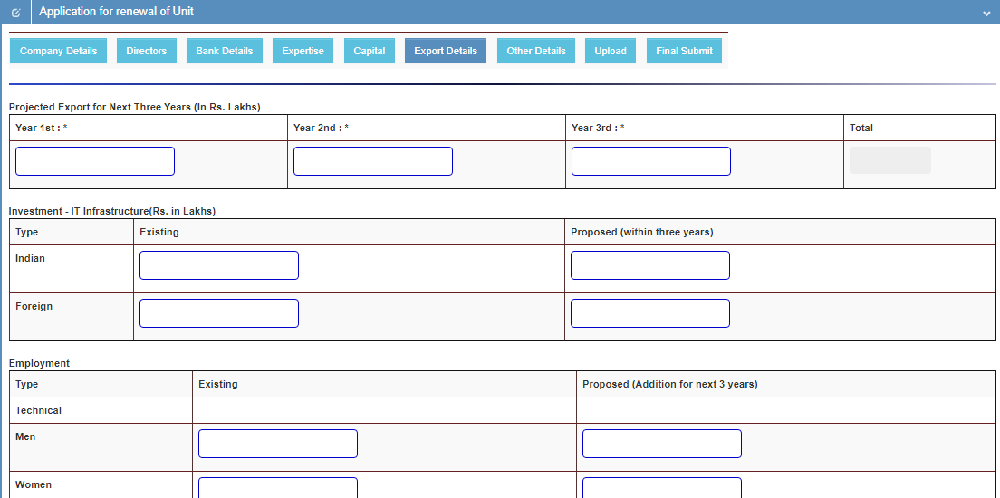 Application for renewal of Unit
Company Details Directors Bank Details Expertise Capital Export Details Other Details Upload Final Submit
Projected Export for Next Three Years (In Rs. Lakhs)
Year 1st : * Year 2nd : * Year 3rd : * Total
Investment - IT Infrastructure(Rs. in Lakhs)
Type Existing Proposed (within three years)
Indian
Foreign
Employment
Type Existing Proposed (Addition for next 3 years)
Technical
Men
Women